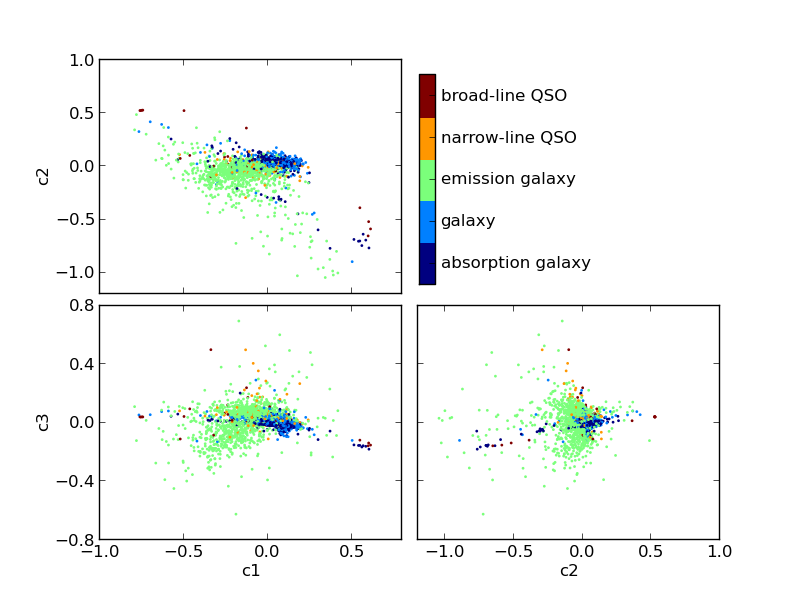 1.0
0.5
0.0
−0.5
−1.0
c2
broad-line QSO
narrow-line QSO
emission galaxy
galaxy
absorption galaxy
0.8
0.4
0.0
−0.4
−0.8
c3
−1.0 −0.5 0.0 0.5
c1
−1.0 −0.5 0.0 0.5 1.0
c2